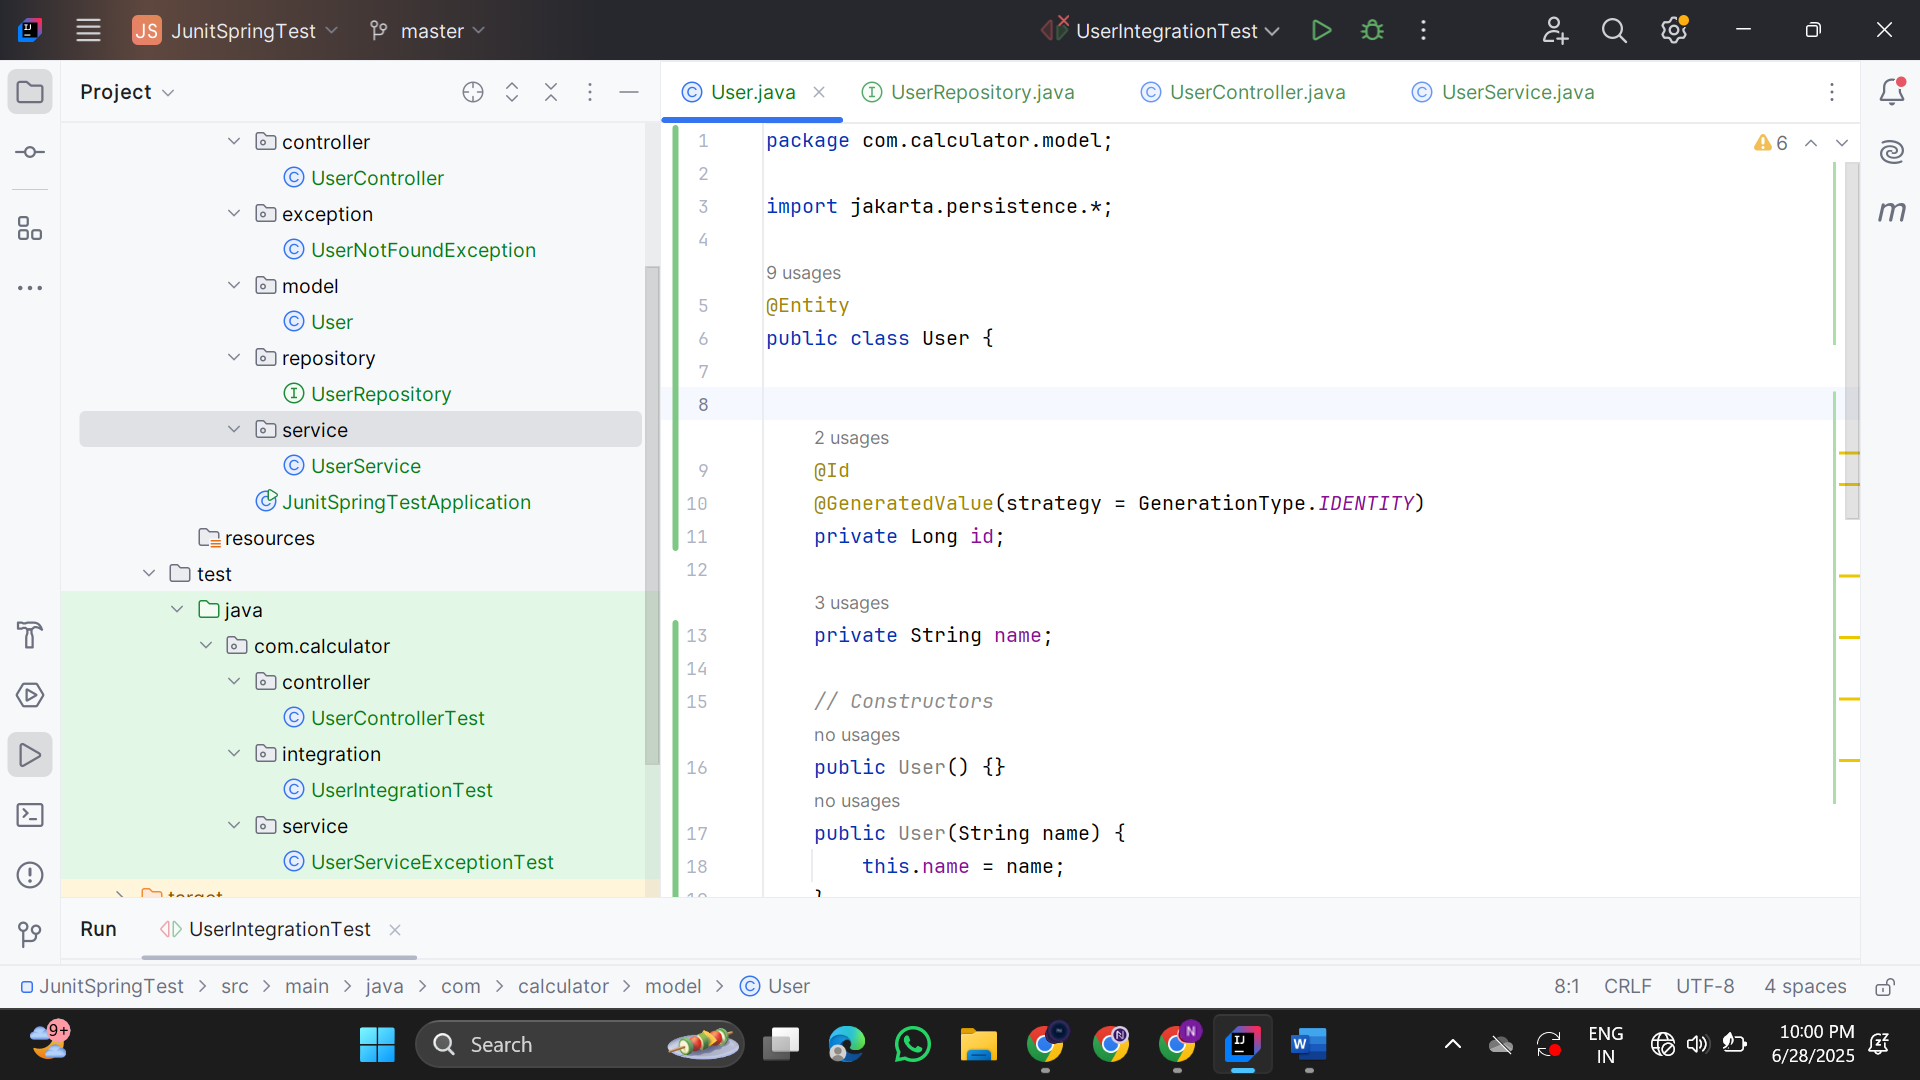 JS JunitSpringTest master UserIntegrationTest
Project
controller
UserController
exception
UserNotFoundException
model
User
repository
UserRepository
service
UserService
JunitSpringTestApplication
resources
test
java
com.calculator
controller
UserControllerTest
integration
UserIntegrationTest
service
UserServiceExceptionTest
target
User.java UserRepository.java UserController.java UserService.java
6
1 package com.calculator.model;
2
3 import jakarta.persistence.*;
4
9 usages
5 @Entity
6 public class User {
7
8
2 usages
9 @Id
10 @GeneratedValue(strategy = GenerationType.IDENTITY)
11 private Long id;
12
3 usages
13 private String name;
14
15 // Constructors
no usages
16 public User() {}
no usages
17 public User(String name) {
18 this.name = name;
m
Run UserIntegrationTest
JunitSpringTest > src > main > java > com > calculator > model > User
8:1 CRLF UTF-8 4 spaces
9+
Search
ENG
IN
10:00 PM
6/28/2025